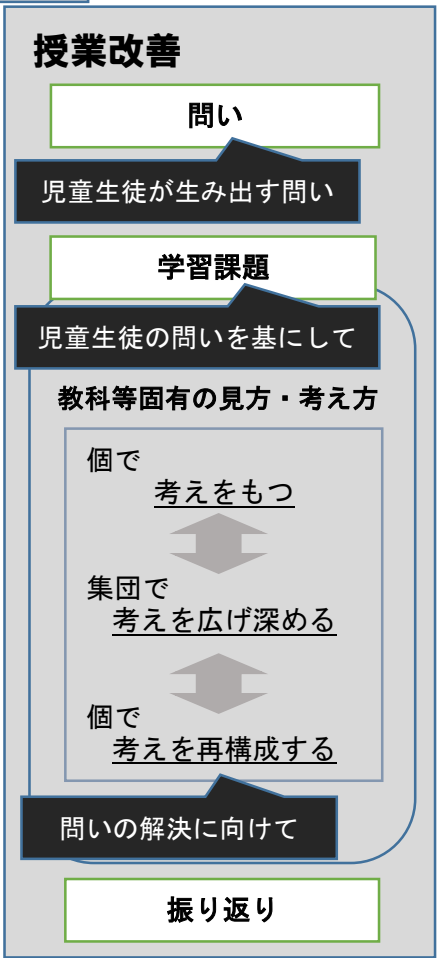 授業改善
問い
児童生徒が生み出す問い
学習課題
児童生徒の問いを基にして
教科等固有の見方・考え方
個で
考えをもつ
集団で
考えを広げ深める
個で
考えを再構成する
問いの解決に向けて
振り返り